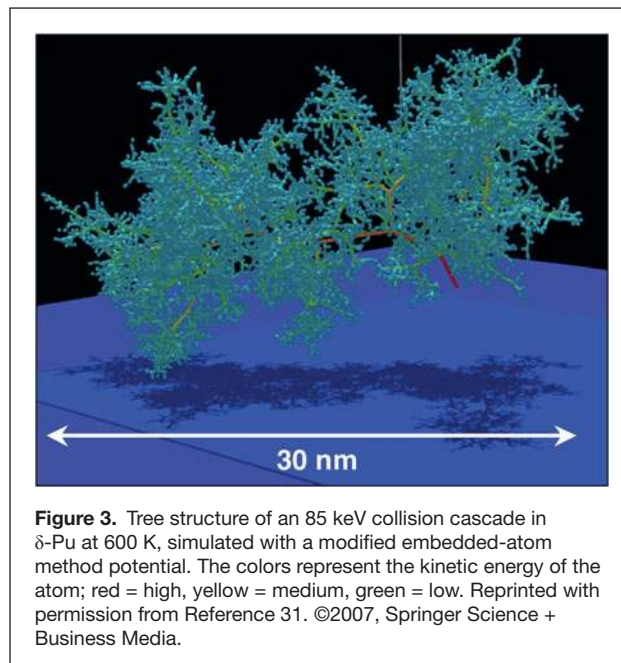 30 nm
Figure 3. Tree structure of an 85 keV collision cascade in
δ-Pu at 600 K, simulated with a modified embedded-atom
method potential. The colors represent the kinetic energy of the
atom; red = high, yellow = medium, green = low. Reprinted with
permission from Reference 31. ©2007, Springer Science +
Business Media.